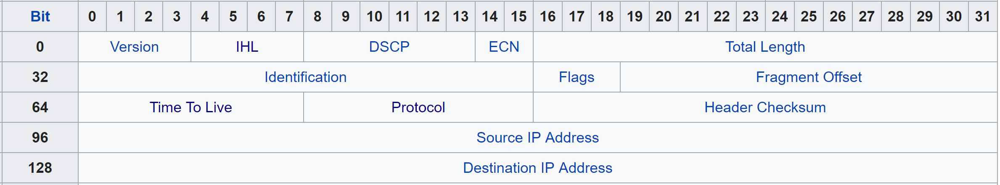 Bit 0 1 2 3 4 5 6 7 8 9 10 11 12 13 14 15 16 17 18 19 20 21 22 23 24 25 26 27 28 29 30 31
0 Version IHL DSCP ECN Total Length
32 Identification Flags Fragment Offset
64 Time To Live Protocol Header Checksum
96 Source IP Address
128 Destination IP Address